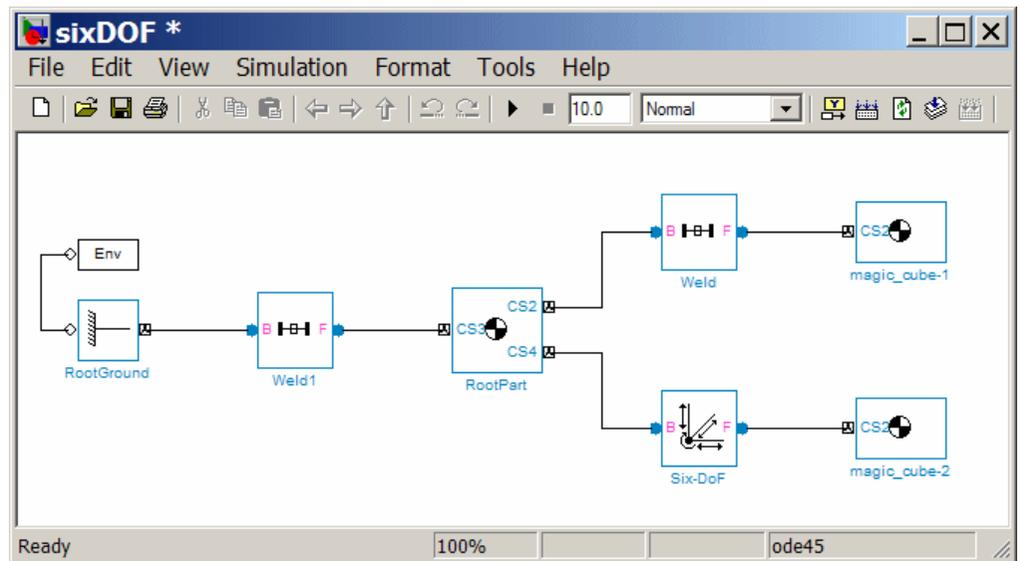 sixDOF *
File Edit View Simulation Format Tools Help
10.0 Normal
Env
RootGround
B F
Weld1
CS3
CS2
CS4
RootPart
B F
Weld
CS2
magic_cube-1
B F
Six-DoF
CS2
magic_cube-2
Ready 100% ode45